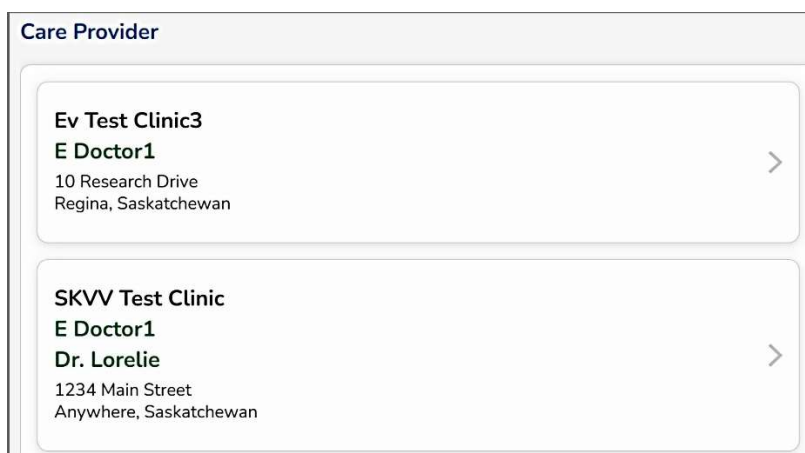 Care Provider
Ev Test Clinic3
E Doctor1
10 Research Drive
Regina, Saskatchewan
SKVV Test Clinic
E Doctor1
Dr. Lorelie
1234 Main Street
Anywhere, Saskatchewan